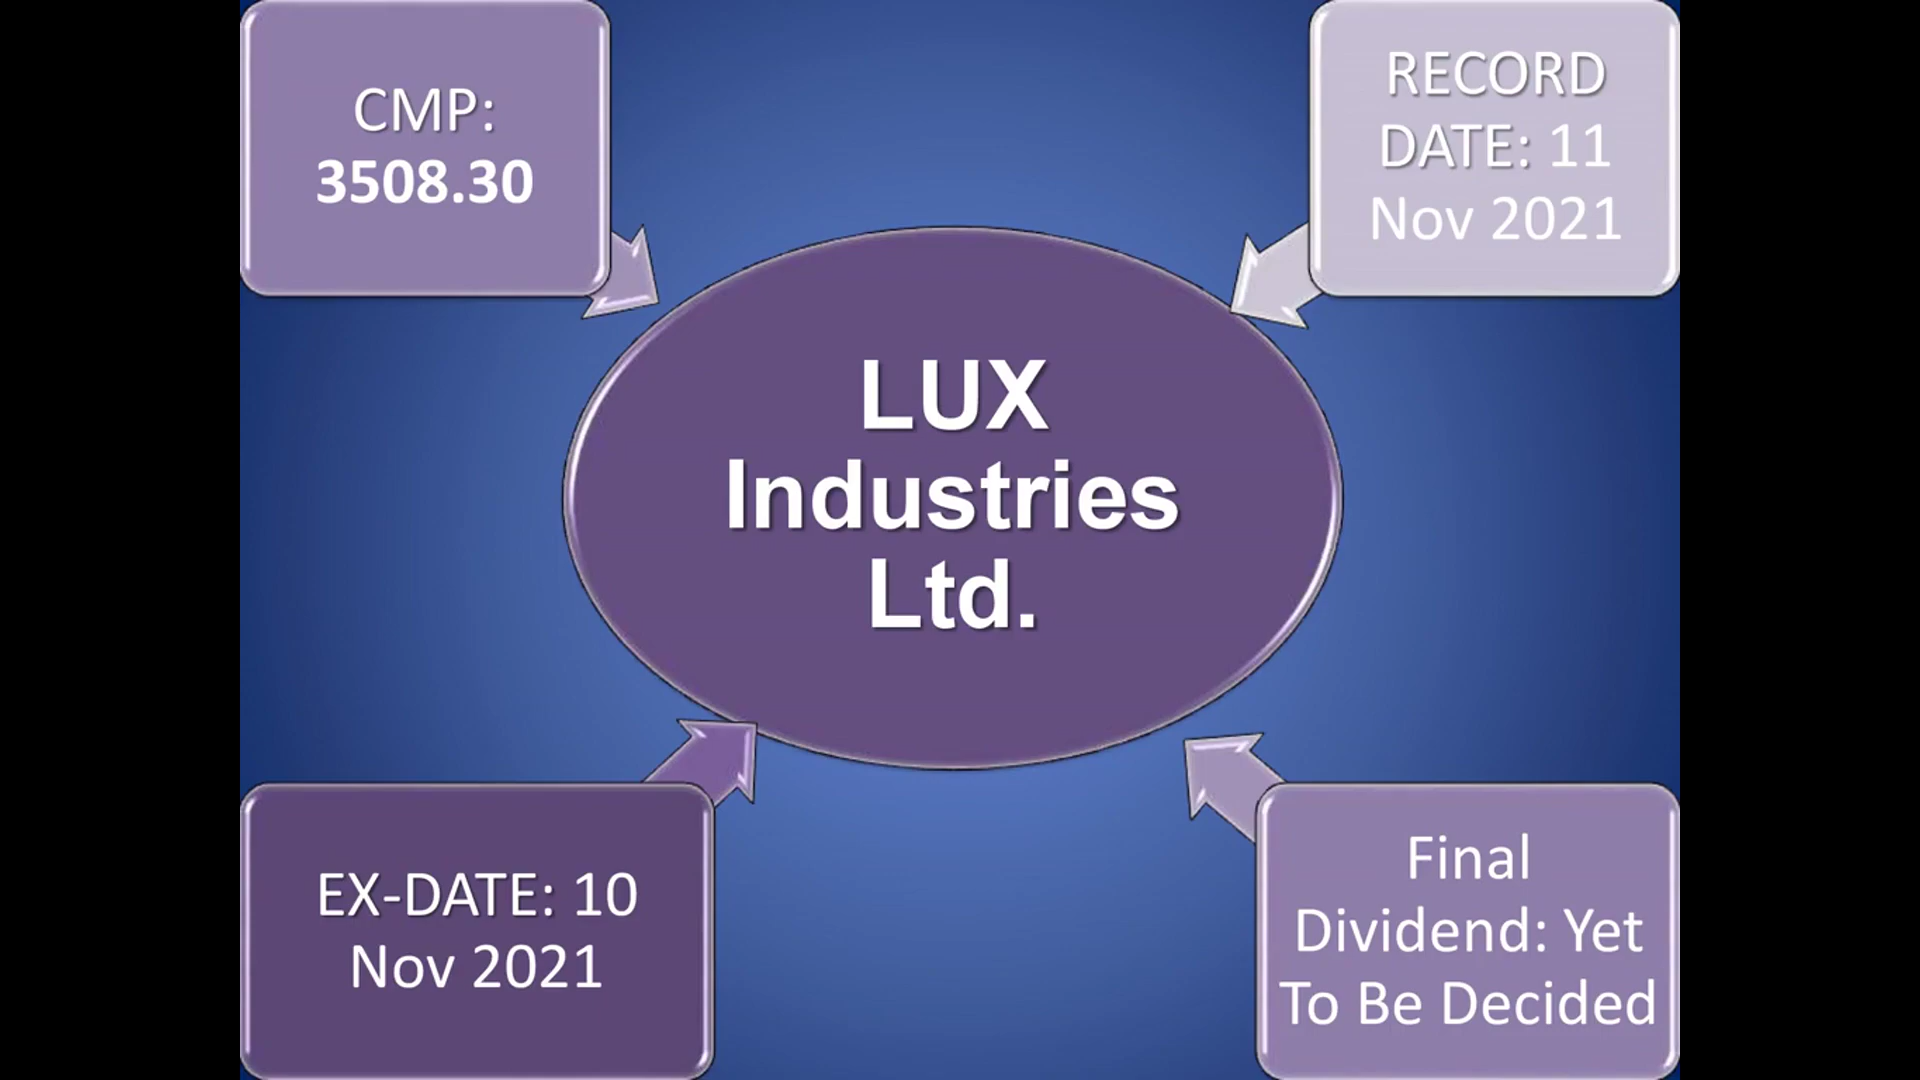 CMP:
3508.30
RECORD
DATE: 11
Nov 2021
LUX
Industries
Ltd.
EX-DATE: 10
Nov 2021
Final
Dividend: Yet
To Be Decided